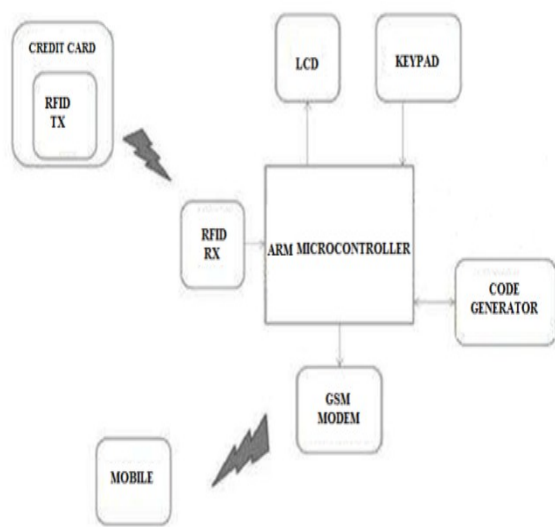 CREDIT CARD
RFID
TX
LCD
KEYPAD
RFID
RX
ARM MICROCONTROLLER
CODE
GENERATOR
GSM
MODEM
MOBILE